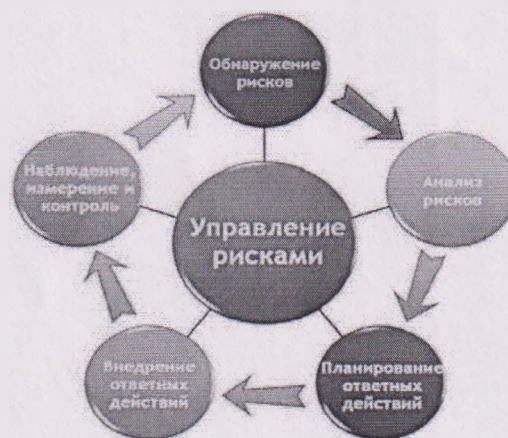 Обнаружение
рисков
Анализ
рисков
Планирование
ответных
действий
Внедрение
ответных
действий
Наблюдение,
измерение и
контроль
Управление
рисками